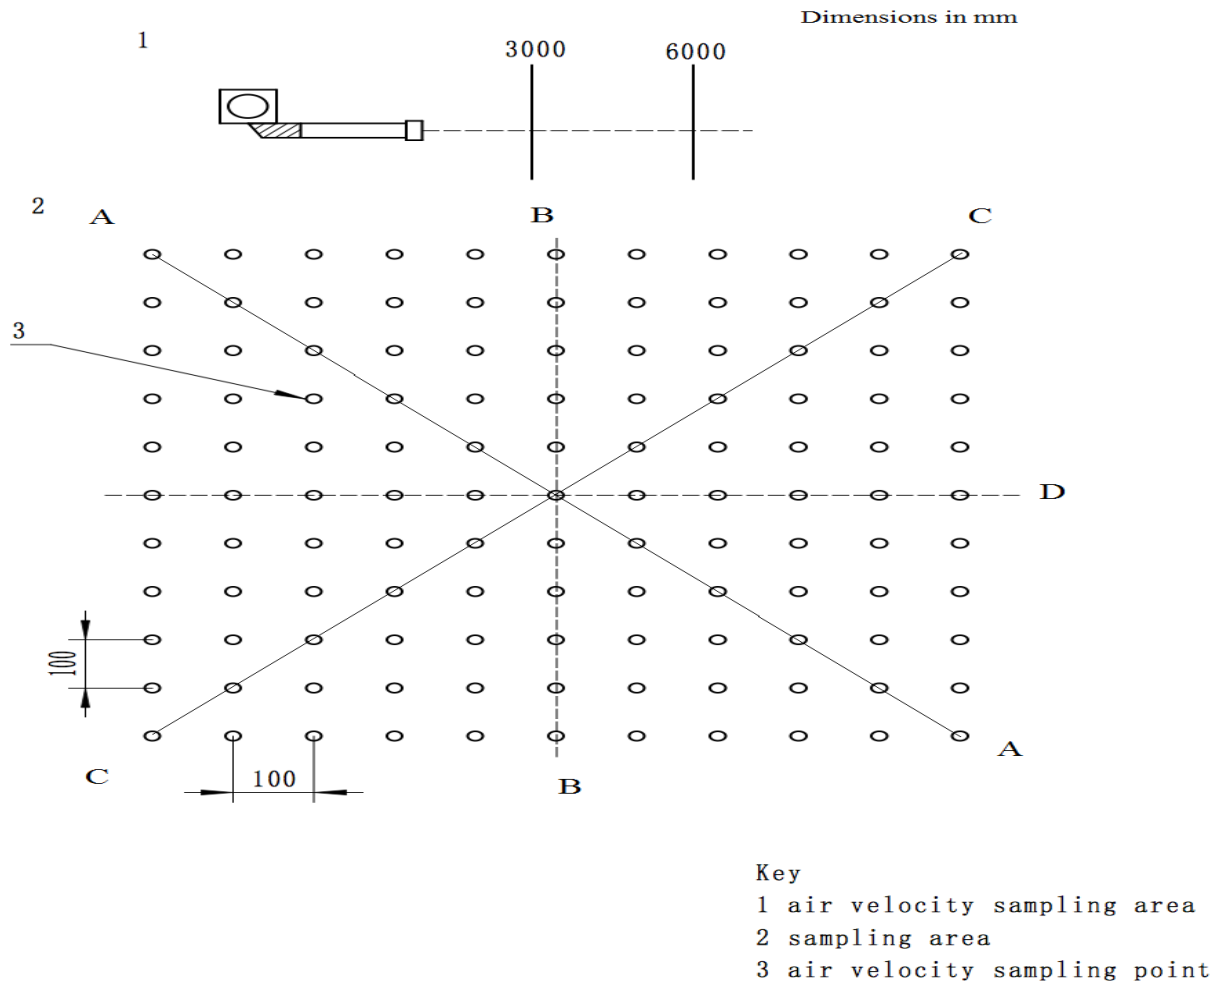 Dimensions in mm
1
3000
6000
2
A
B
C
3
D
100
100
C
B
A
Key
1 air velocity sampling area
2 sampling area
3 air velocity sampling point